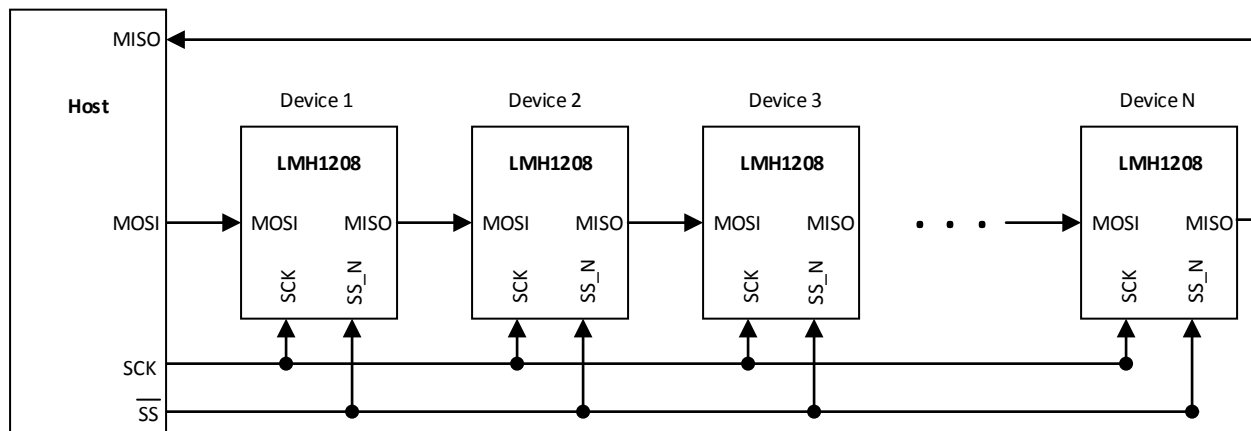 MISO
Host
Device 1
Device 2
Device 3
Device N
LMH1208
LMH1208
LMH1208
LMH1208
MOSI
MOSI MISO
MOSI MISO
MOSI MISO
. . .
MOSI MISO
SCK SS_N
SCK SS_N
SCK SS_N
SCK SS_N
SCK
SS